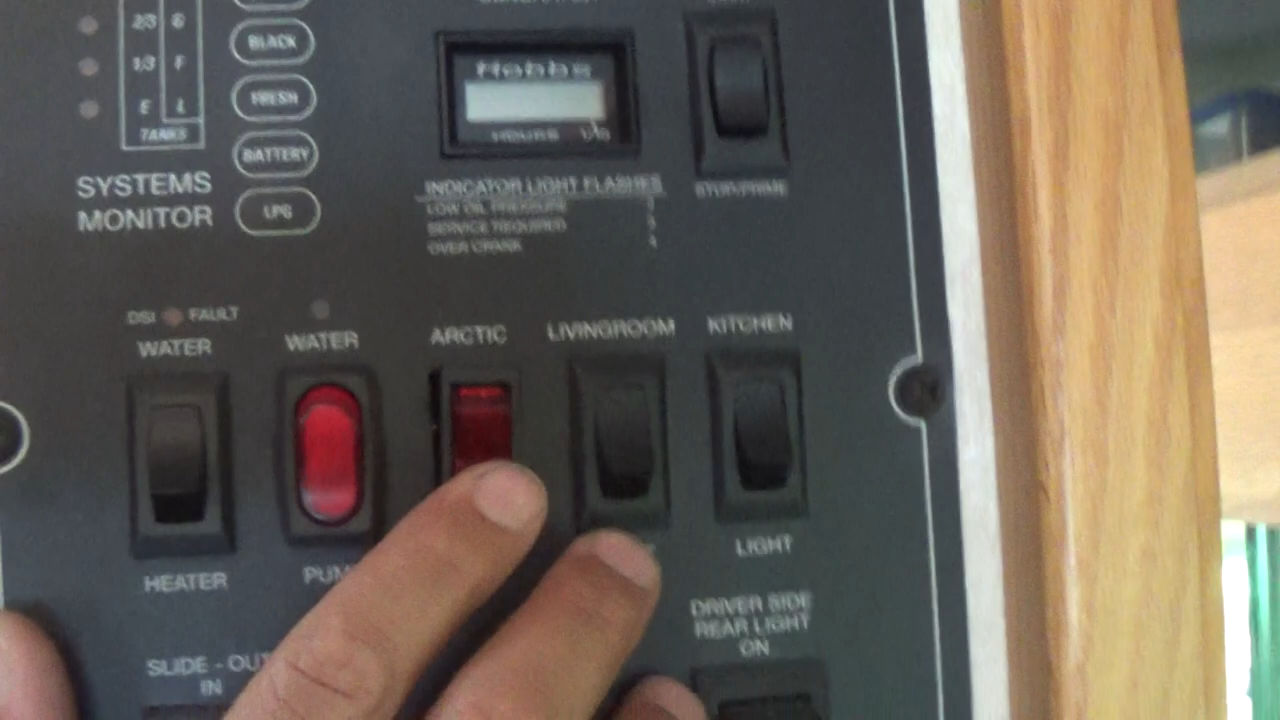 2/3 G
1/3 F
E L
TANKS
BLACK
FRESH
BATTERY
LPG
SYSTEMS
MONITOR
Hobbs
HOURS 1/10
INDICATOR LIGHT FLASHES
LOW OIL PRESSURE
SERVICE REQUIRED
OVER CRANK
STOP/PRIME
DSI FAULT
WATER
HEATER
WATER
ARCTIC
LIVINGROOM
KITCHEN
LIGHT
DRIVER SIDE
REAR LIGHT
ON
SLIDE - OUT
IN